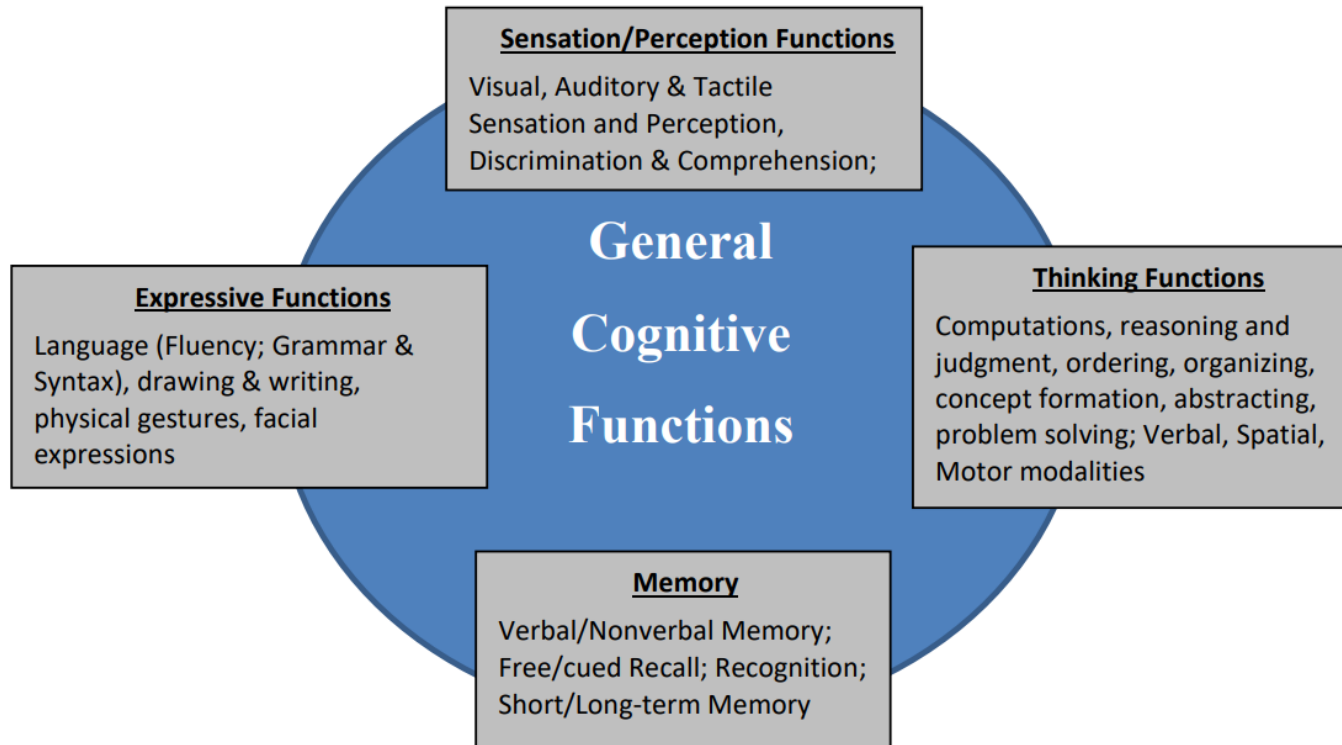 Sensation/Perception Functions
Visual, Auditory & Tactile
Sensation and Perception,
Discrimination & Comprehension;
General
Cognitive
Functions
Expressive Functions
Language (Fluency; Grammar &
Syntax), drawing & writing,
physical gestures, facial
expressions
Thinking Functions
Computations, reasoning and
judgment, ordering, organizing,
concept formation, abstracting,
problem solving; Verbal, Spatial,
Motor modalities
Memory
Verbal/Nonverbal Memory;
Free/cued Recall; Recognition;
Short/Long-term Memory